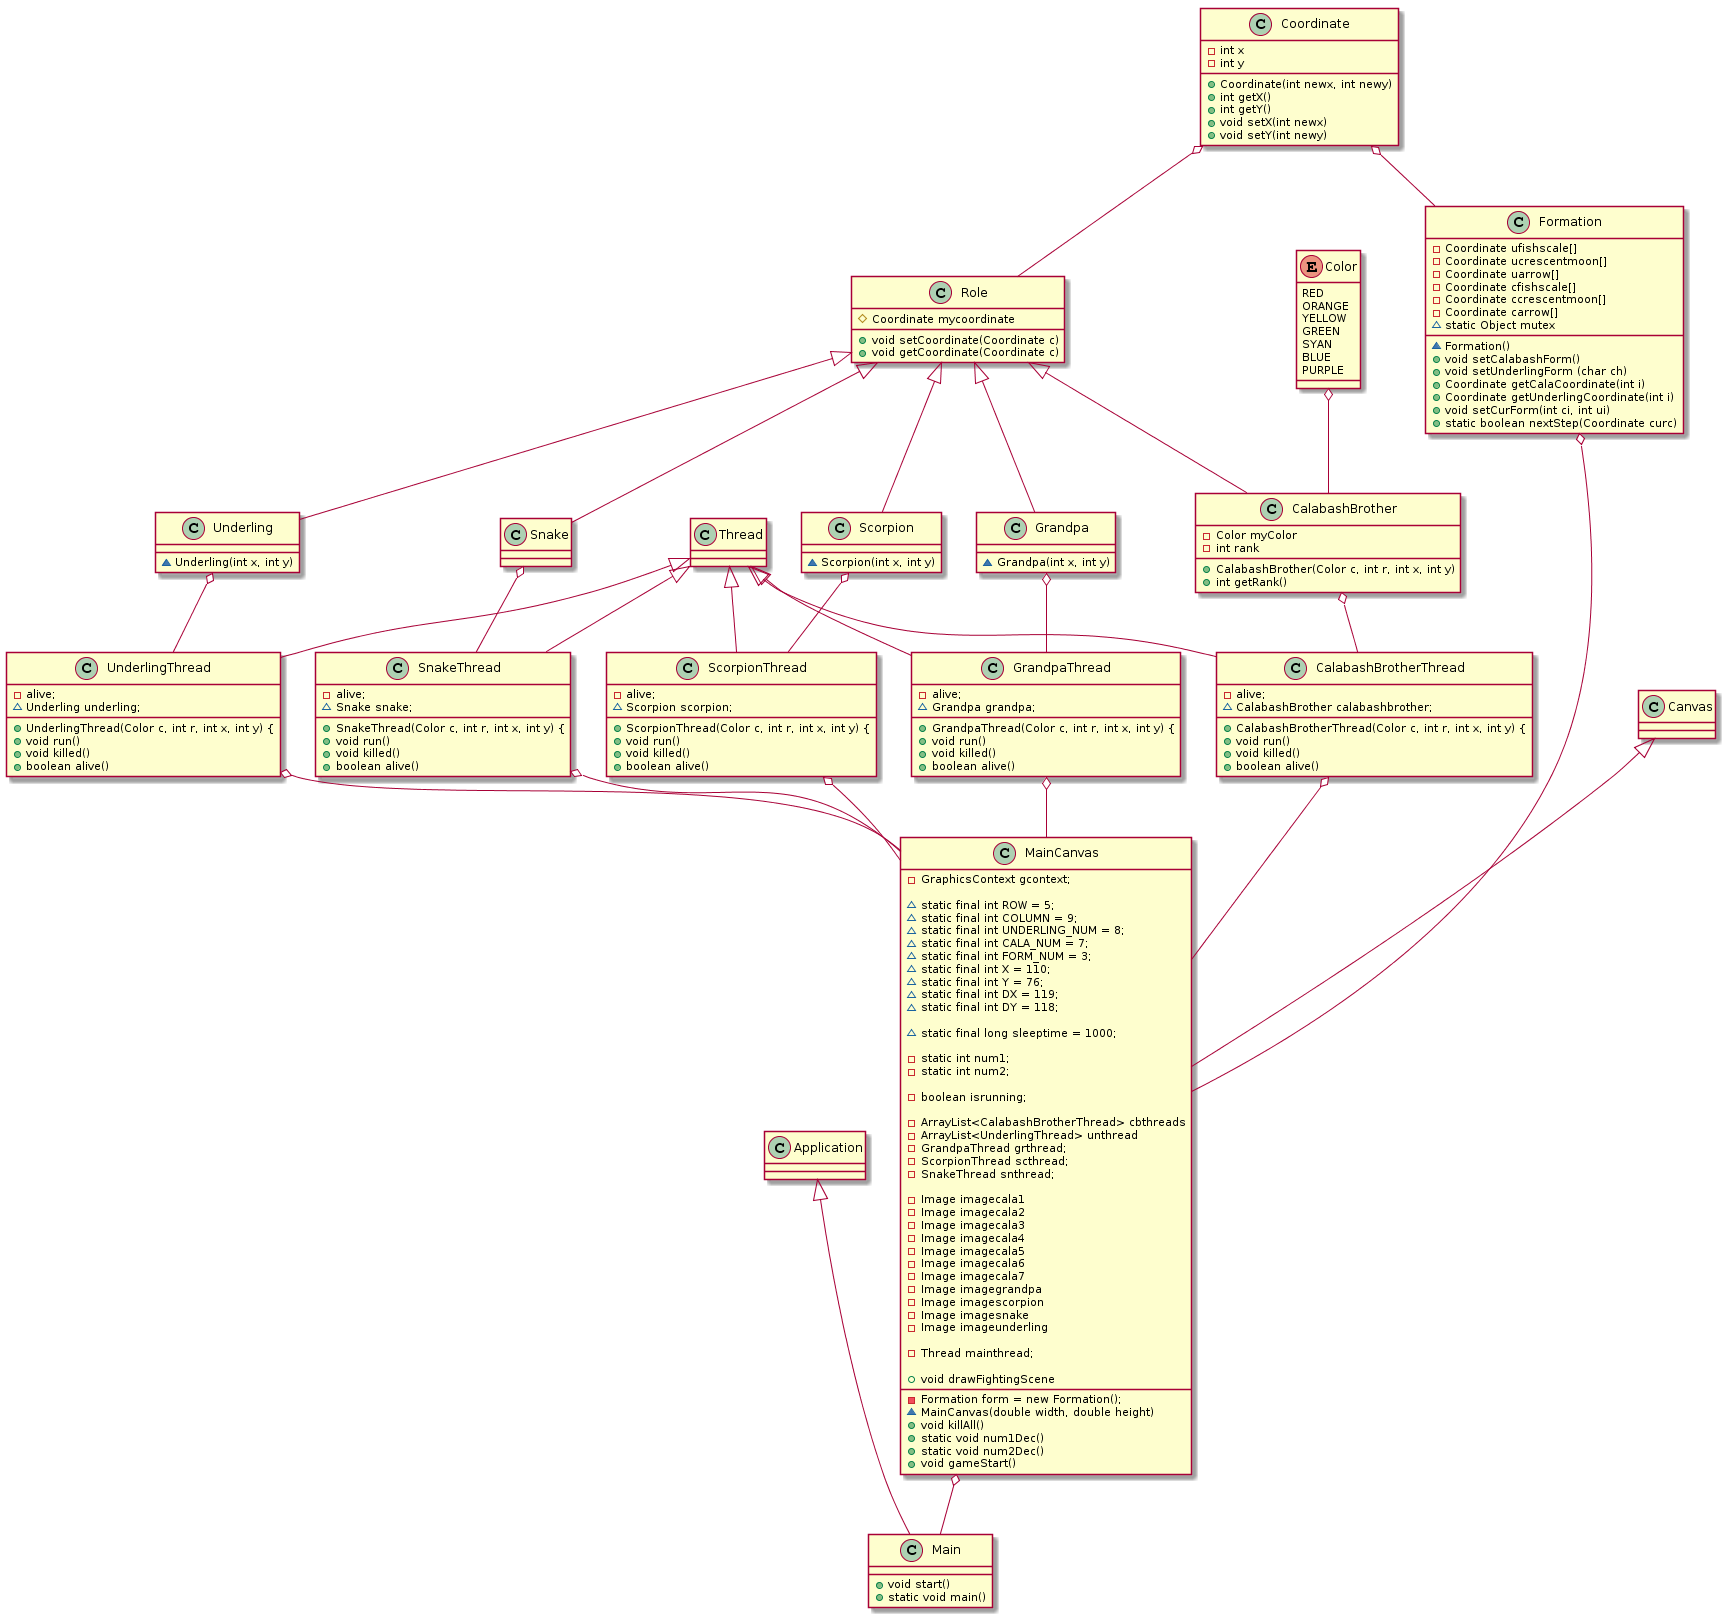 C Coordinate
int x
int y
Coordinate(int newx, int newy)
int getX()
int getY()
void setX(int newx)
void setY(int newy)
C Formation
Coordinate ufishscale[]
Coordinate ucrescentmoon[]
Coordinate uarrow[]
Coordinate cfishscale[]
Coordinate ccrescentmoon[]
Coordinate carrow[]
static Object mutex
Formation()
void setCalabashForm()
void setUnderlingForm (char ch)
Coordinate getCalaCoordinate(int i)
Coordinate getUnderlingCoordinate(int i)
void setCurForm(int ci, int ui)
static boolean nextStep(Coordinate curc)
E Color
RED
ORANGE
YELLOW
GREEN
SYAN
BLUE
PURPLE
C Role
Coordinate mycoordinate
void setCoordinate(Coordinate c)
void getCoordinate(Coordinate c)
C Underling
Underling(int x, int y)
C Snake
C Thread
C Scorpion
Scorpion(int x, int y)
C Grandpa
Grandpa(int x, int y)
C CalabashBrother
Color myColor
int rank
CalabashBrother(Color c, int r, int x, int y)
int getRank()
C UnderlingThread
alive;
Underling underling;
UnderlingThread(Color c, int r, int x, int y) {
void run()
void killed()
boolean alive()
C SnakeThread
alive;
Snake snake;
SnakeThread(Color c, int r, int x, int y) {
void run()
void killed()
boolean alive()
C ScorpionThread
alive;
Scorpion scorpion;
ScorpionThread(Color c, int r, int x, int y) {
void run()
void killed()
boolean alive()
C GrandpaThread
alive;
Grandpa grandpa;
GrandpaThread(Color c, int r, int x, int y) {
void run()
void killed()
boolean alive()
C CalabashBrotherThread
alive;
CalabashBrother calabashbrother;
CalabashBrotherThread(Color c, int r, int x, int y) {
void run()
void killed()
boolean alive()
C Canvas
C MainCanvas
GraphicsContext gcontext;
static final int ROW = 5;
static final int COLUMN = 9;
static final int UNDERLING_NUM = 8;
static final int CALA_NUM = 7;
static final int FORM_NUM = 3;
static final int X = 110;
static final int Y = 76;
static final int DX = 119;
static final int DY = 118;
static final long sleeptime = 1000;
static int num1;
static int num2;
boolean isrunning;
ArrayList<CalabashBrotherThread> cbthreads
ArrayList<UnderlingThread> unthread
GrandpaThread grthread;
ScorpionThread scthread;
SnakeThread snthread;
Image imagecala1
Image imagecala2
Image imagecala3
Image imagecala4
Image imagecala5
Image imagecala6
Image imagecala7
Image imagegrandpa
Image imagescorpion
Image imagesnake
Image imageunderling
Thread mainthread;
void drawFightingScene
Formation form = new Formation();
MainCanvas(double width, double height)
void killAll()
static void num1Dec()
static void num2Dec()
void gameStart()
C Application
C Main
void start()
static void main()